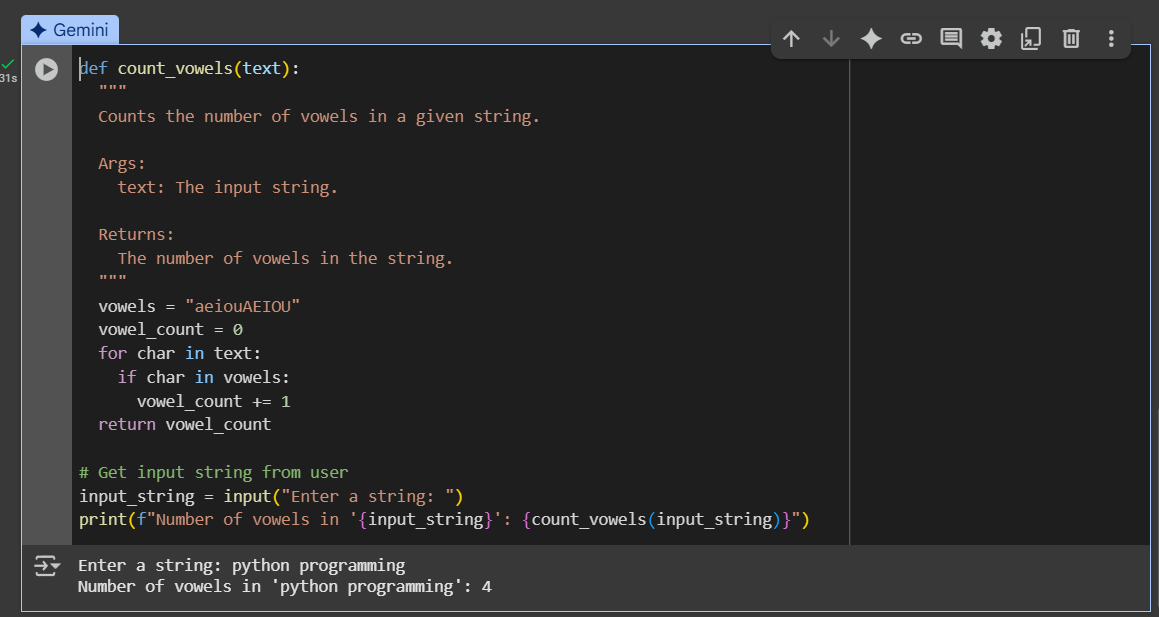 Gemini
31s
def count_vowels(text):
  """
  Counts the number of vowels in a given string.

  Args:
    text: The input string.

  Returns:
    The number of vowels in the string.
  """
  vowels = "aeiouAEIOU"
  vowel_count = 0
  for char in text:
    if char in vowels:
      vowel_count += 1
  return vowel_count

# Get input string from user
input_string = input("Enter a string: ")
print(f"Number of vowels in '{input_string}': {count_vowels(input_string)}")
Enter a string: python programming
Number of vowels in 'python programming': 4